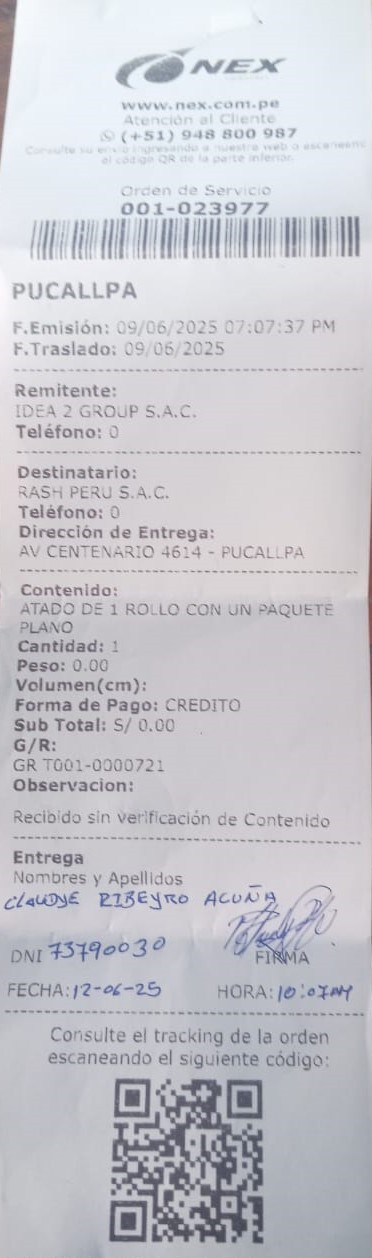 NEX
www.nex.com.pe
Atención al Cliente
(+51) 948 800 987
Consulte su envío ingresando a nuestra web o escaneando
el código QR de la parte inferior.
Orden de Servicio
001-023977
PUCALLPA
F.Emisión: 09/06/2025 07:07:37 PM
F.Traslado: 09/06/2025
Remitente:
IDEA 2 GROUP S.A.C.
Teléfono: 0
Destinatario:
RASH PERU S.A.C.
Teléfono: 0
Dirección de Entrega:
AV CENTENARIO 4614 - PUCALLPA
Contenido:
ATADO DE 1 ROLLO CON UN PAQUETE
PLANO
Cantidad: 1
Peso: 0.00
Volumen(cm):
Forma de Pago: CREDITO
Sub Total: S/ 0.00
G/R:
GR T001-0000721
Observacion:
Recibido sin verificación de Contenido
Entrega
Nombres y Apellidos
CLAUDYE RIBEYRO ACUÑA
DNI 73790030
FIRMA
FECHA: 12-06-25 HORA: 10:07AM
Consulte el tracking de la orden
escaneando el siguiente código: